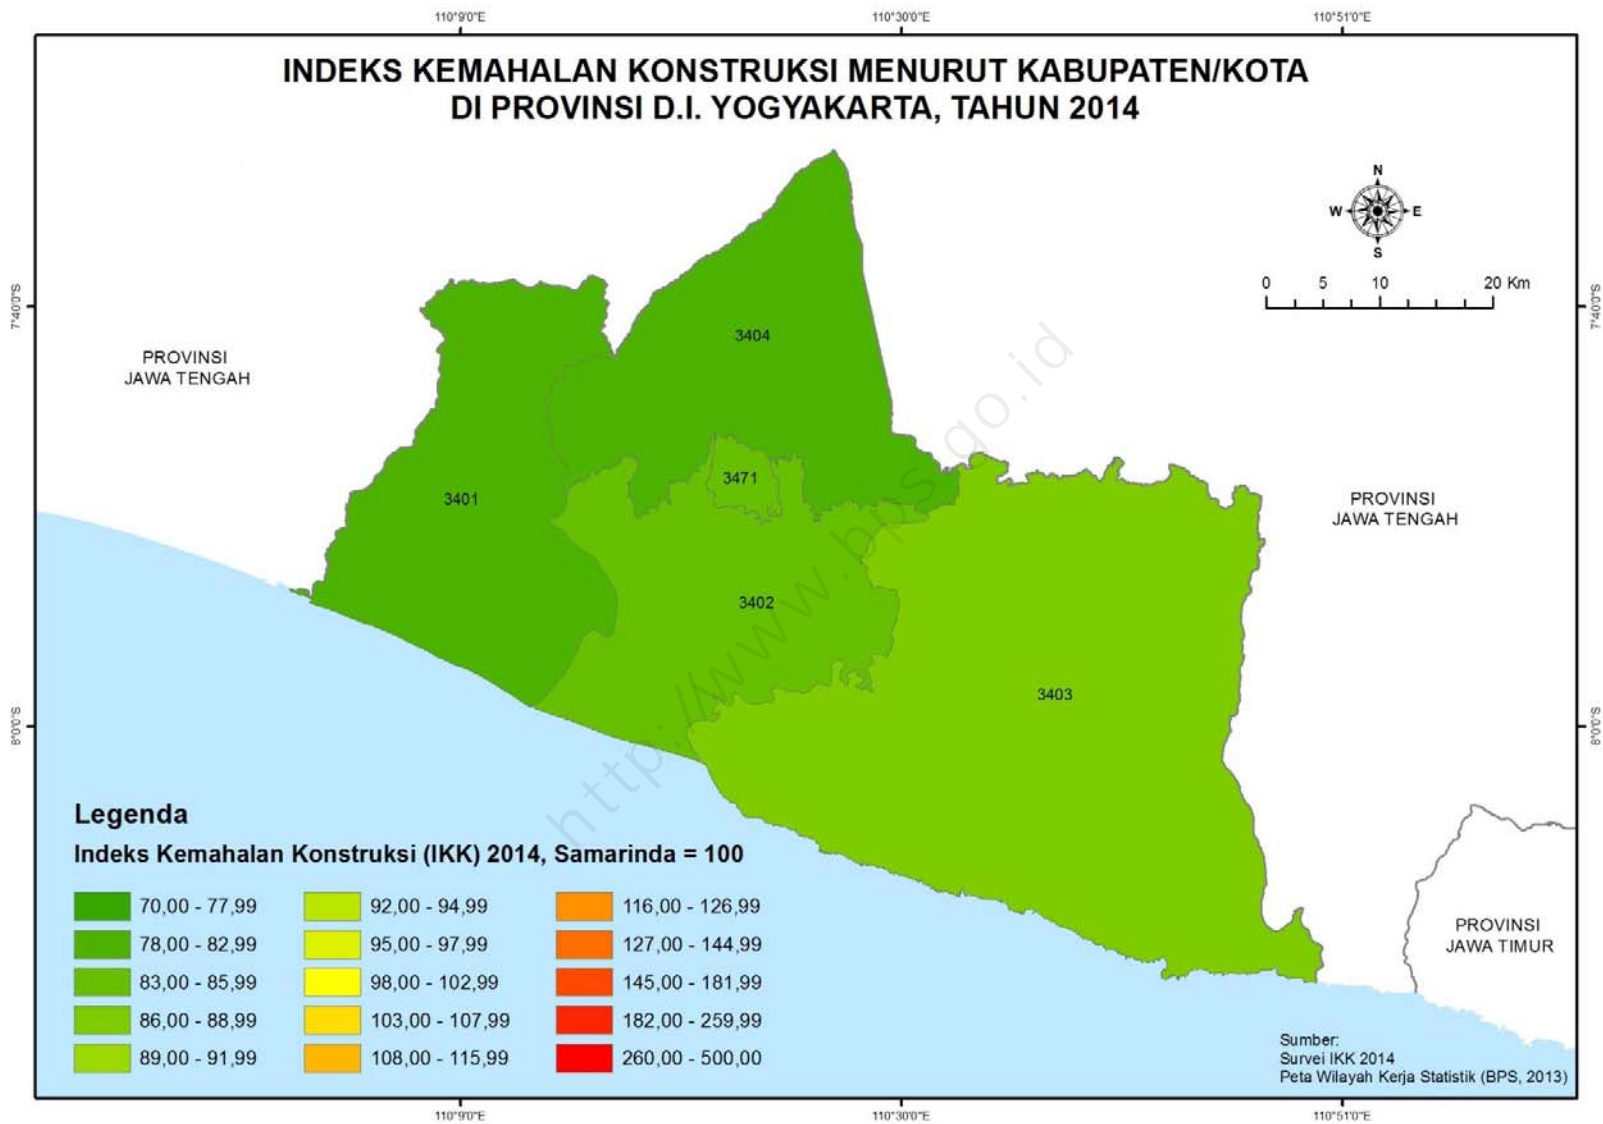 110°9'0"E 110°30'0"E 110°51'0"E
INDEKS KEMAHALAN KONSTRUKSI MENURUT KABUPATEN/KOTA
DI PROVINSI D.I. YOGYAKARTA, TAHUN 2014
N
W E
S
0 5 10 20 Km
7°40'0"S 7°40'0"S
3404
PROVINSI
JAWA TENGAH
3471
3401
PROVINSI
JAWA TENGAH
3402
3403
8°0'0"S 8°0'0"S
http://www.bps.go.id
Legenda
Indeks Kemahalan Konstruksi (IKK) 2014, Samarinda = 100
70,00 - 77,99 92,00 - 94,99 116,00 - 126,99
78,00 - 82,99 95,00 - 97,99 127,00 - 144,99
83,00 - 85,99 98,00 - 102,99 145,00 - 181,99
86,00 - 88,99 103,00 - 107,99 182,00 - 259,99
89,00 - 91,99 108,00 - 115,99 260,00 - 500,00
PROVINSI
JAWA TIMUR
Sumber:
Survei IKK 2014
Peta Wilayah Kerja Statistik (BPS, 2013)
110°9'0"E 110°30'0"E 110°51'0"E